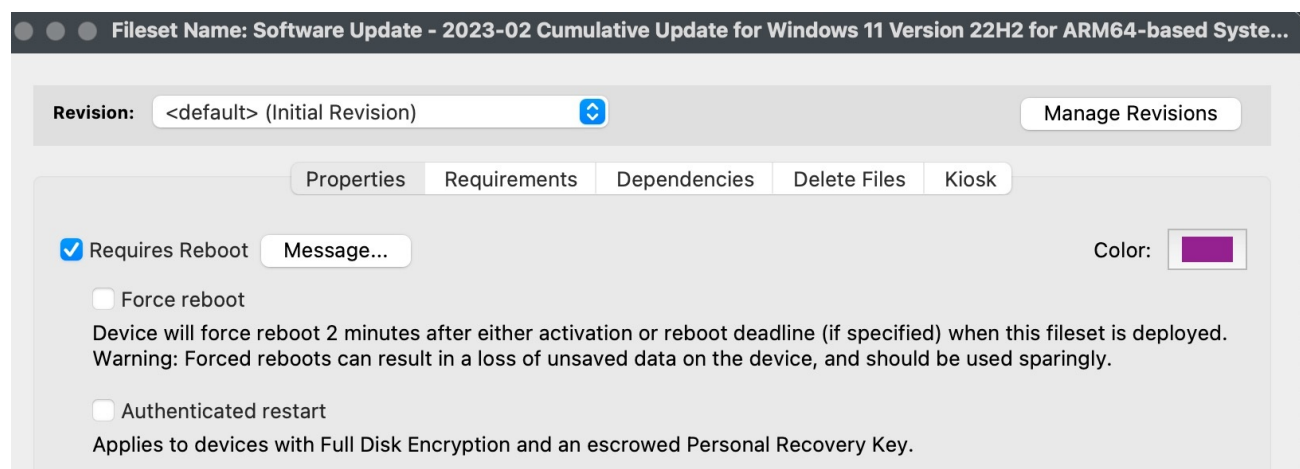 Fileset Name: Software Update - 2023-02 Cumulative Update for Windows 11 Version 22H2 for ARM64-based Syste...
Revision: <default> (Initial Revision) Manage Revisions
Properties Requirements Dependencies Delete Files Kiosk
Requires Reboot Message... Color:
Force reboot
Device will force reboot 2 minutes after either activation or reboot deadline (if specified) when this fileset is deployed.
Warning: Forced reboots can result in a loss of unsaved data on the device, and should be used sparingly.
Authenticated restart
Applies to devices with Full Disk Encryption and an escrowed Personal Recovery Key.